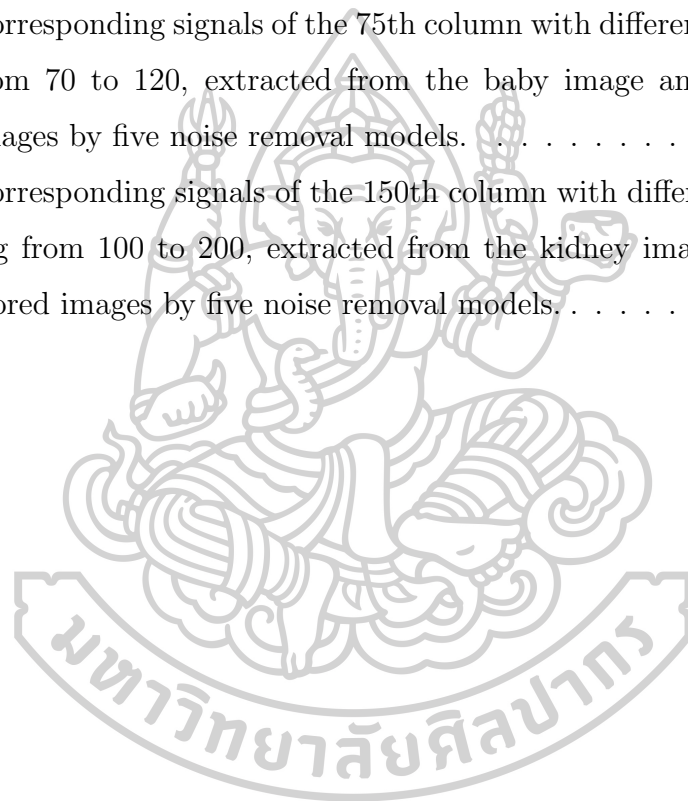 orresponding signals of the 75th column with differen
om 70 to 120, extracted from the baby image an
ages by five noise removal models. . . . . . . . . .
orresponding signals of the 150th column with differ
g from 100 to 200, extracted from the kidney ima
ored images by five noise removal models. . . . . .
มหาวิทยาลัยศิลปากร